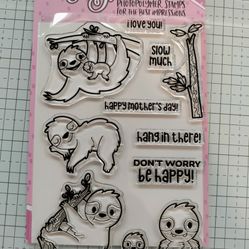 PHOTOPOLYMER STAMPS
FOR THE BEST IMPRESSIONS
i love you!
SLOW
MUCH
HAPPY MOTHER'S DAY!
HANG IN THERE!
DON'T WORRY
BE HAPPY!